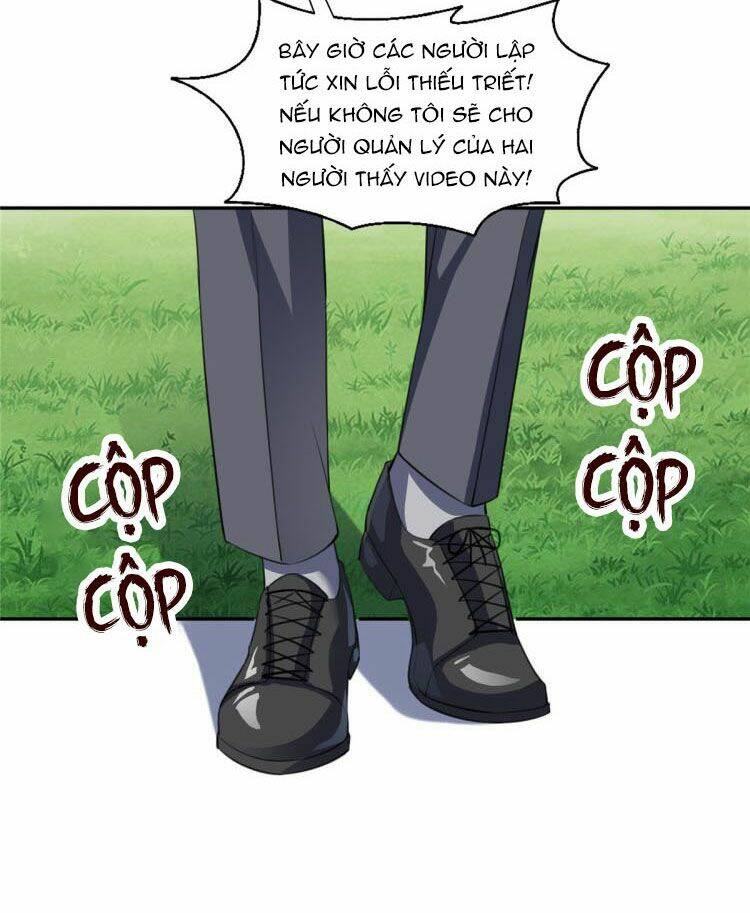 BÂY GIỜ CÁC NGƯỜI LẬP
TỨC XIN LỖI THIẾU TRIẾT!
NẾU KHÔNG TÔI SẼ CHO
NGƯỜI QUẢN LÝ CỦA HAI
NGƯỜI THẤY VIDEO NÀY!
CỘP
CỘP
CỘP
CỘP